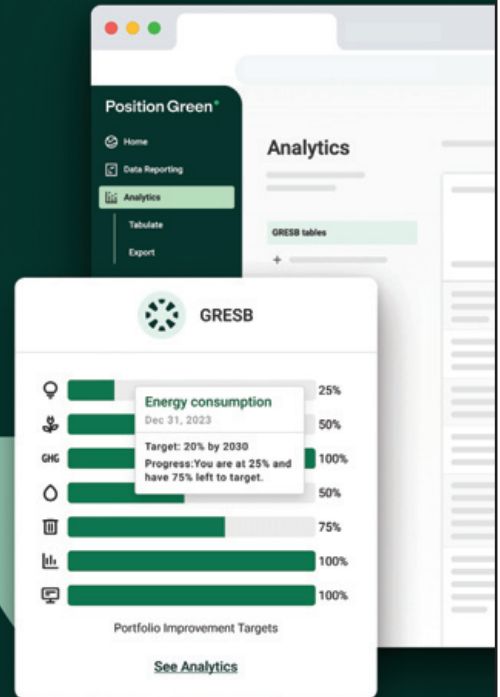 Position Green
Home
Data Reporting
Analytics
Tabulate
Export
Analytics
GRESB tables
+
GRESB
25%
Energy consumption
Dec 31, 2023
Target: 20% by 2030
Progress:You are at 25% and
have 75% left to target.
50%
GHG
100%
50%
75%
100%
100%
Portfolio Improvement Targets
See Analytics